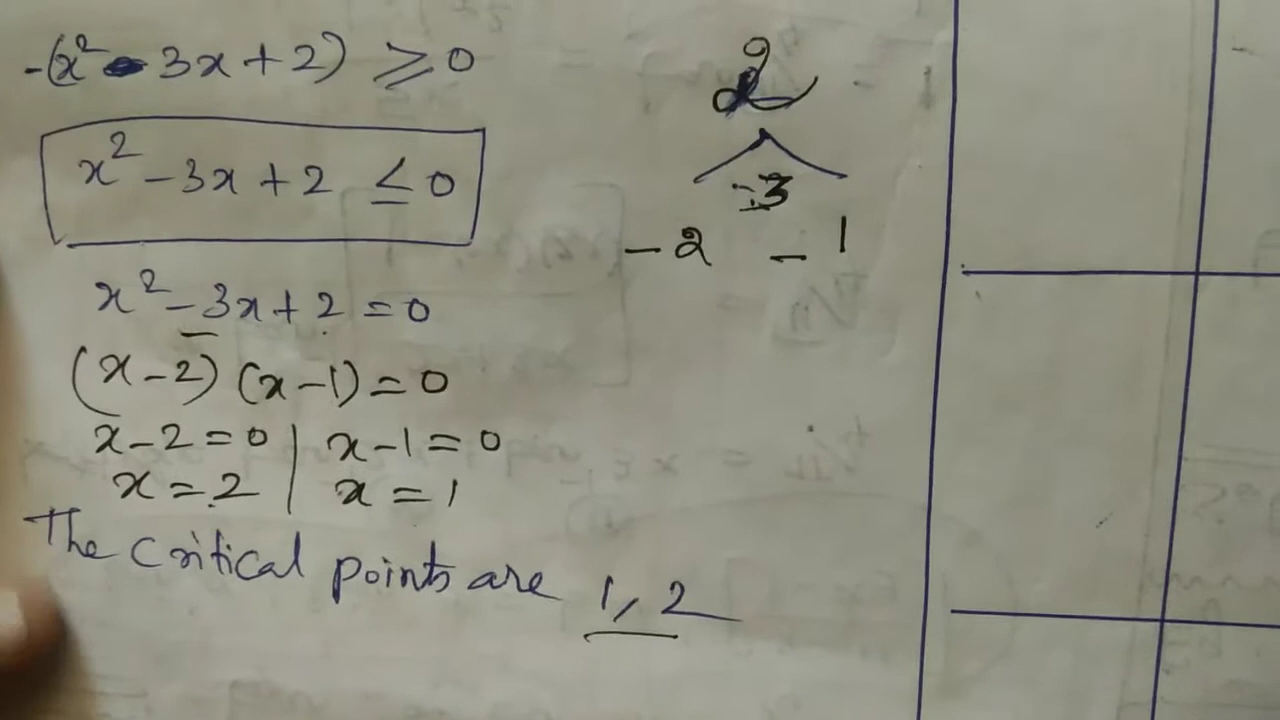 -(x² - 3x + 2) ≥ 0
x² - 3x + 2 ≤ 0
x² - 3x + 2 = 0
(x - 2) (x - 1) = 0
x - 2 = 0 | x - 1 = 0
x = 2 | x = 1
The critical points are 1, 2
2
-3
-2 -1